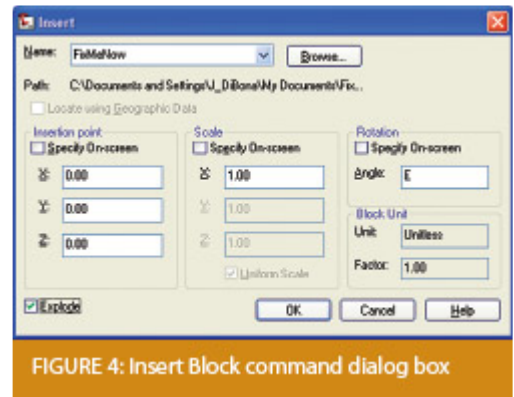 Insert
Name: FixMeNow Browse...
Path: C:\Documents and Settings\J_DiBona\My Documents\Fix...
Locate using Geographic Data
Insertion point
Specify On-screen
X: 0.00
Y: 0.00
Z: 0.00
Scale
Specify On-screen
X: 1.00
Y: 1.00
Z: 1.00
Uniform Scale
Rotation
Specify On-screen
Angle: E
Block Unit
Unit: Unitless
Factor: 1.00
Explode
OK Cancel Help
FIGURE 4: Insert Block command dialog box